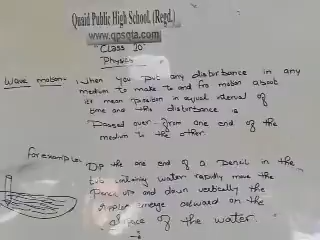 Quaid Public High School. (Regd.)
www.qpsgta.com
"Class 10"
Physics
Wave motion:- When you put any disturbance in any
medium to make to and fro motion about
its mean position in equal interval of
time and this disturbance is
Passed over from one end of the
medium to the other.
For example: Dip the one end of a Pencil in the
tub containing water rapidly move the
Pencil up and down vertically the
ripples emerge outward on the
surface of the water.